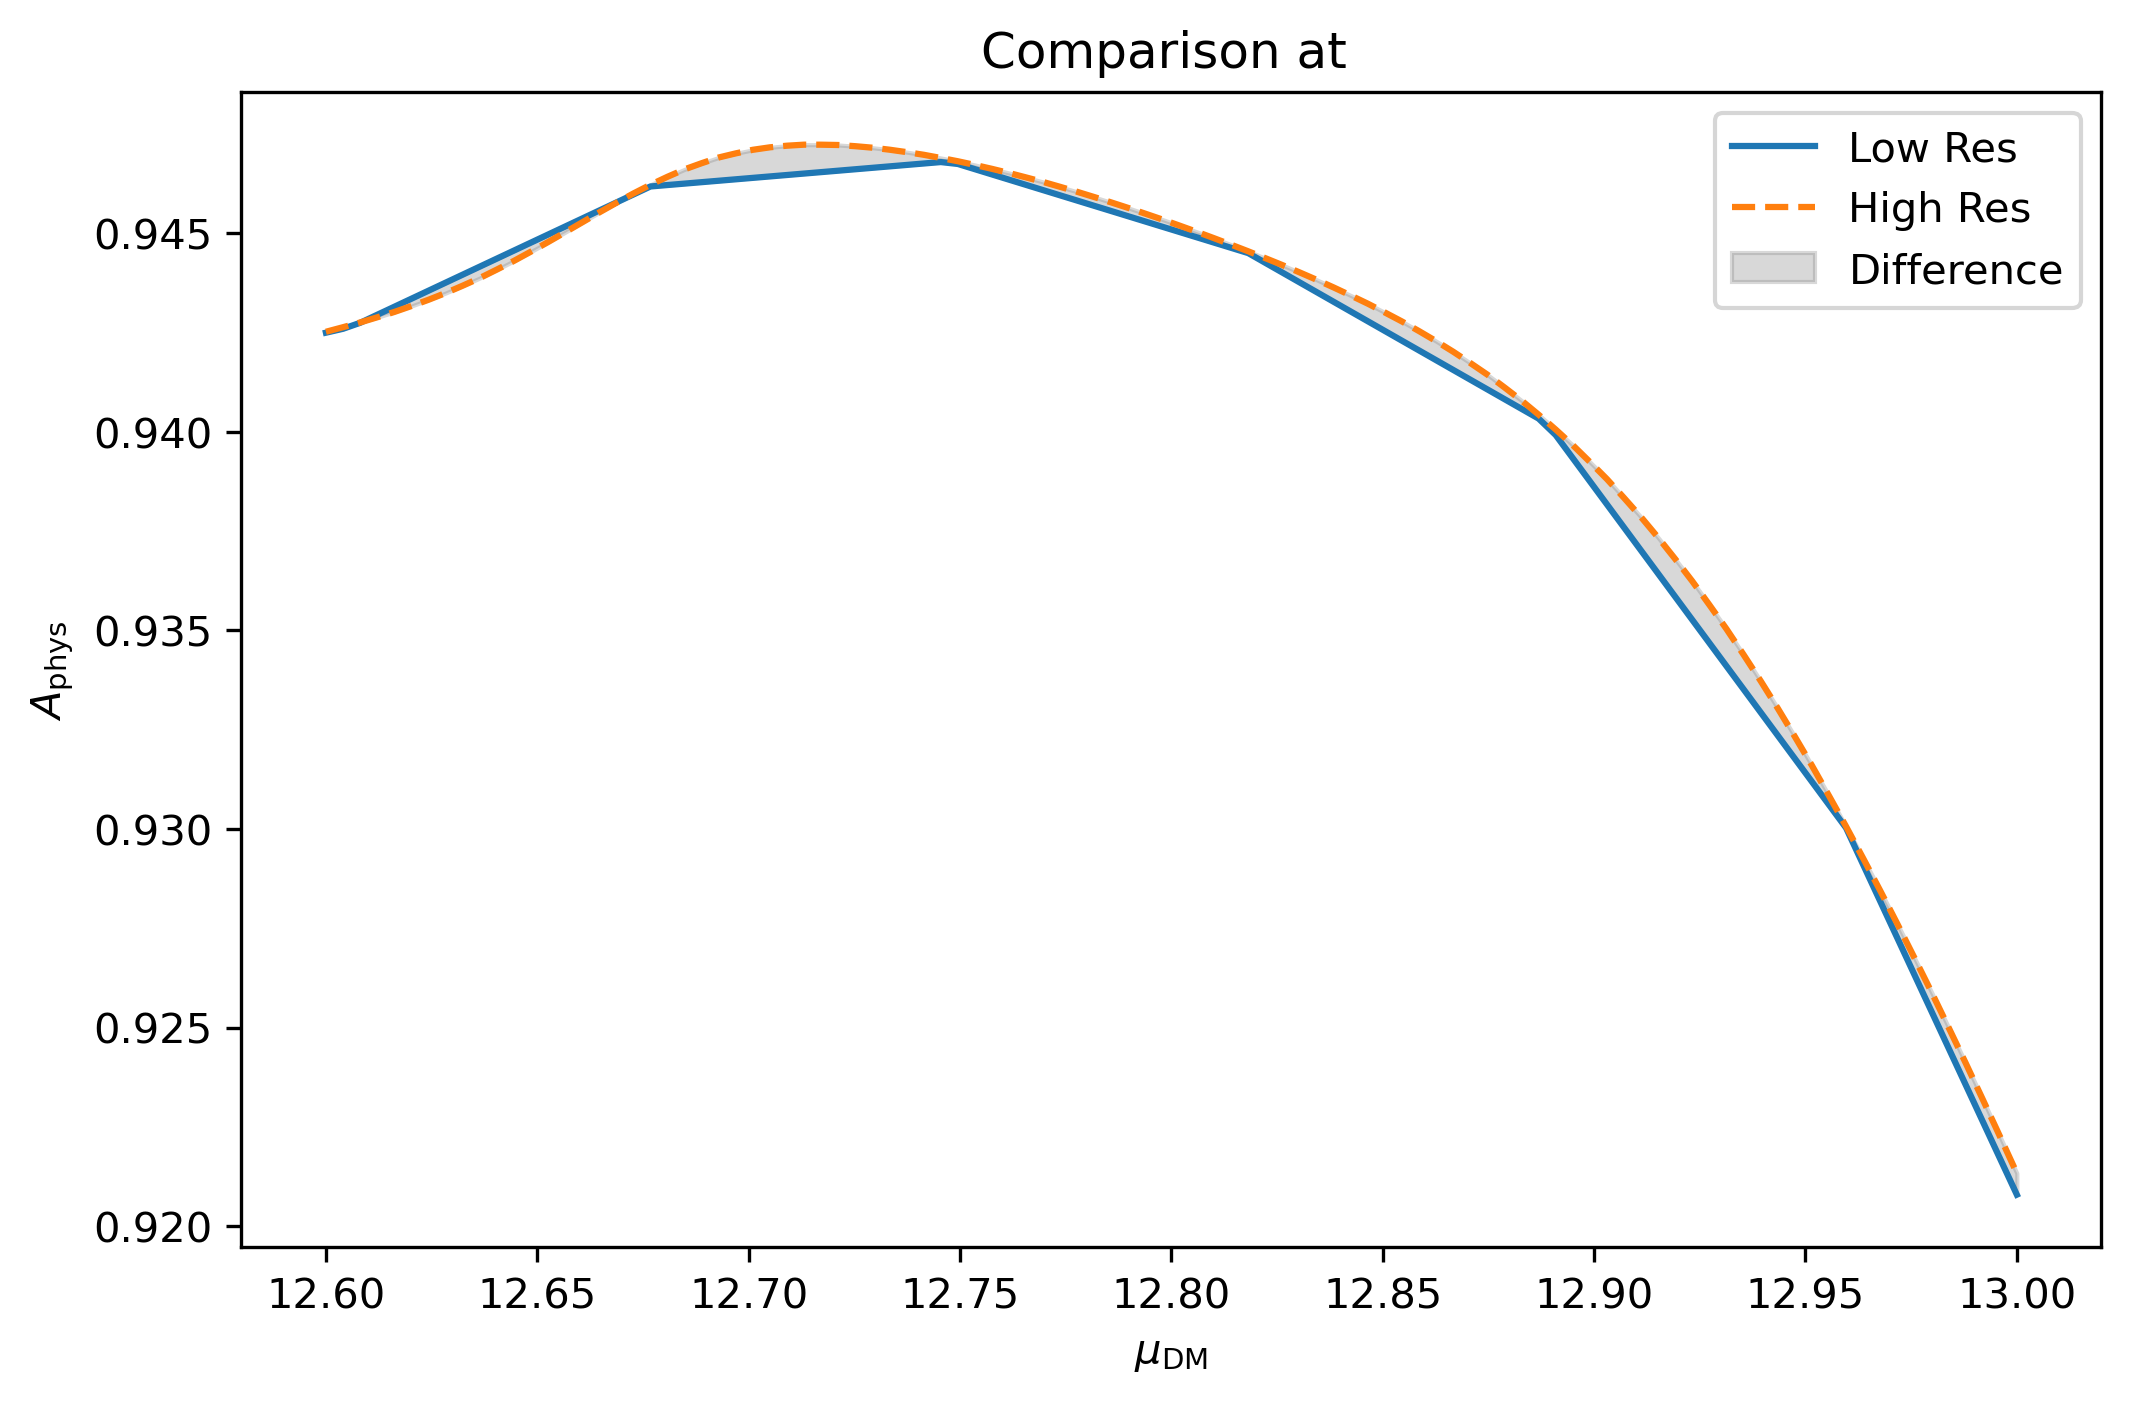 Comparison at
Low Res
High Res
Difference
A_phys
0.945
0.940
0.935
0.930
0.925
0.920
12.60 12.65 12.70 12.75 12.80 12.85 12.90 12.95 13.00
μ_DM